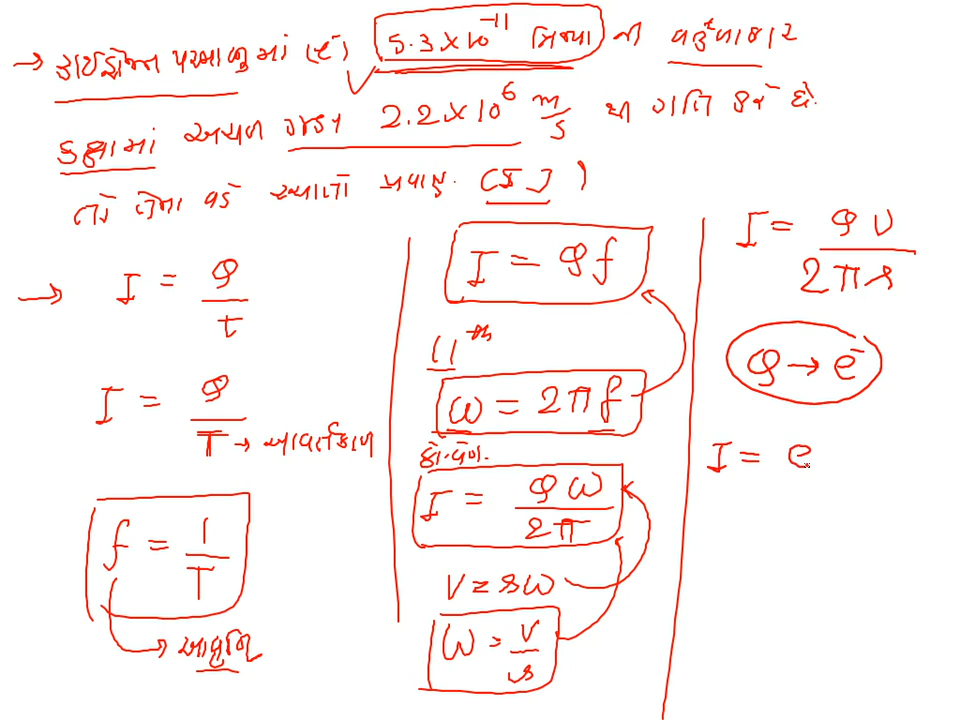 → હાઈડ્રોજન પરમાણુમાં (e⁻) 5.3×10⁻¹¹ ત્રિજ્યા ની વર્તુળાકાર
કક્ષામાં અચળ ઝડપ 2.2×10⁶ m/s થી ગતિ કરે છે.
તો તેના વડે રચાતો પ્રવાહ (I)
→ I = Q/t
I = Q/T → આવર્તકાળ
f = 1/T
→ આવૃત્તિ
I = Qf
11ᵗʰ
ω = 2πf
કો.વેગ.
I = Qω/2π
V = rω
ω = v/r
I = QV/2πr
Q → e⁻
I = e